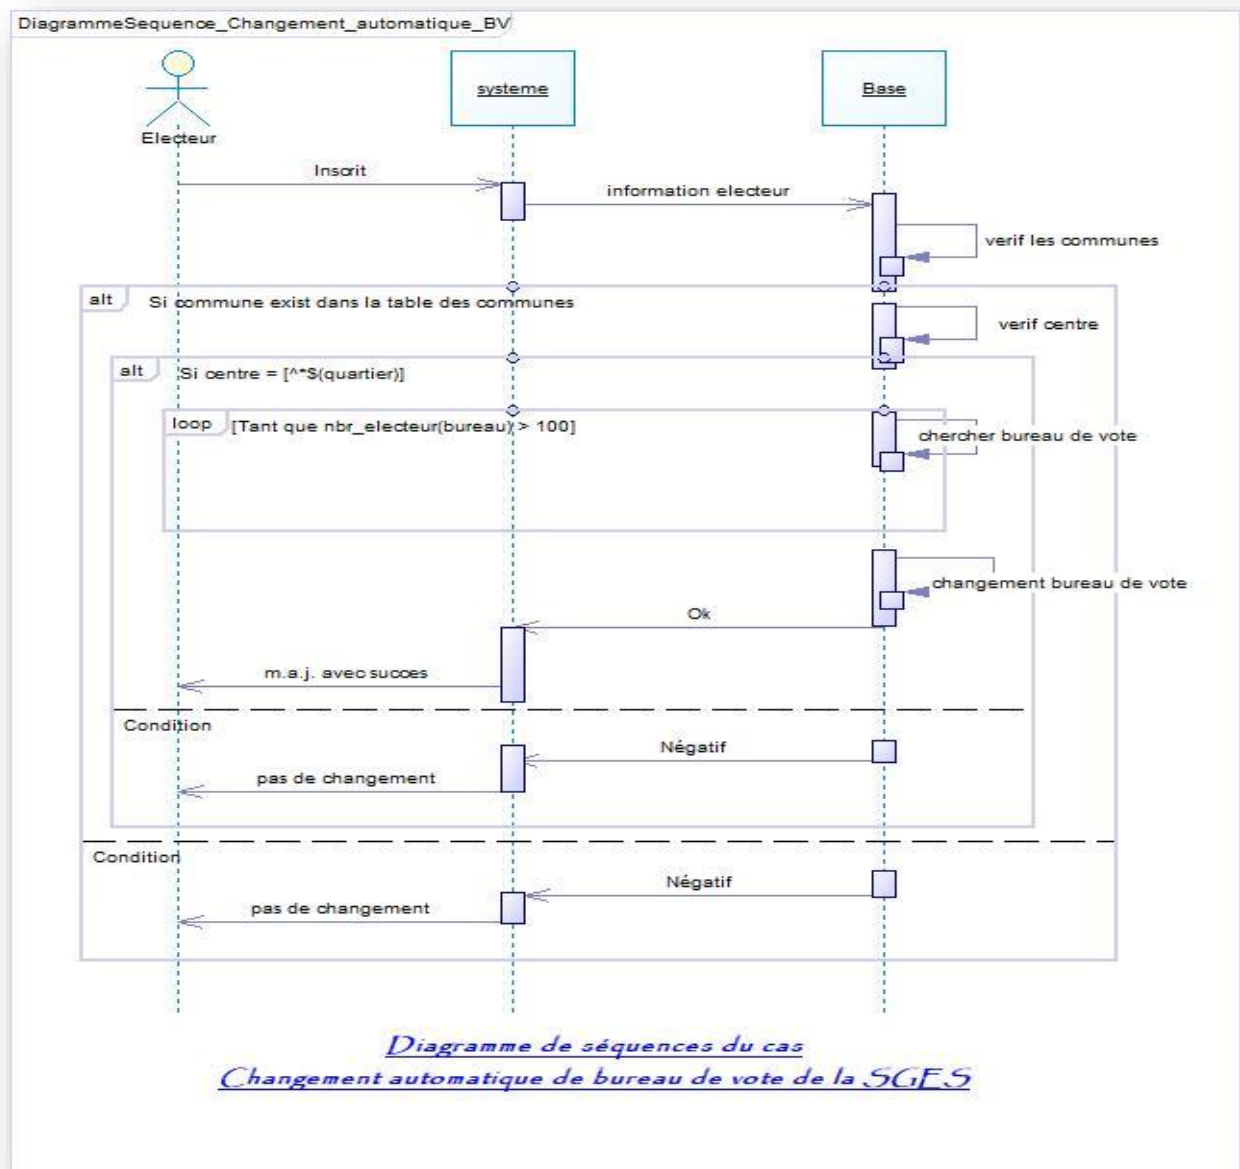 DiagrammeSequence_Changement_automatique_BV
systeme
Base
Electeur
Inscrit
information electeur
verif les communes
alt
Si commune exist dans la table des communes
verif centre
alt
Si centre = [^*$(quartier)]
loop
[Tant que nbr_electeur(bureau) > 100]
chercher bureau de vote
changement bureau de vote
Ok
m.a.j. avec succes
Condition
Négatif
pas de changement
Condition
Négatif
pas de changement
Diagramme de séquences du cas
Changement automatique de bureau de vote de la SGES